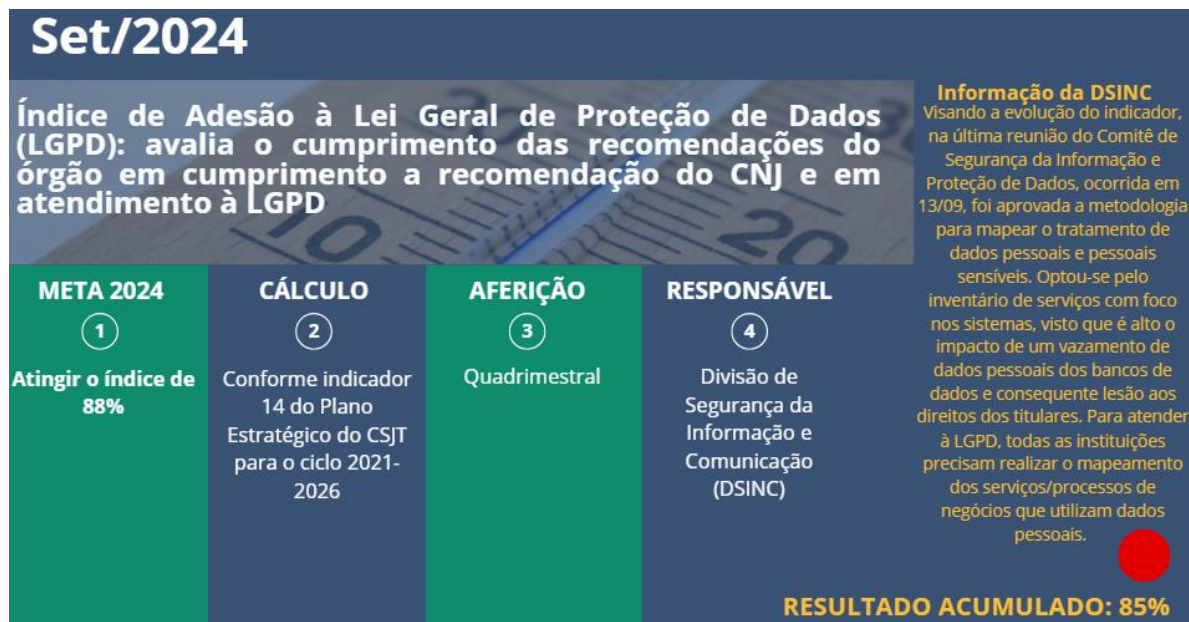 Set/2024
Índice de Adesão à Lei Geral de Proteção de Dados
(LGPD): avalia o cumprimento das recomendações do
órgão em cumprimento a recomendação do CNJ e em
atendimento à LGPD
10
20
30
META 2024
1
Atingir o índice de
88%
CÁLCULO
2
Conforme indicador
14 do Plano
Estratégico do CSJT
para o ciclo 2021-
2026
AFERIÇÃO
3
Quadrimestral
RESPONSÁVEL
4
Divisão de
Segurança da
Informação e
Comunicação
(DSINC)
Informação da DSINC
Visando a evolução do indicador,
na última reunião do Comitê de
Segurança da Informação e
Proteção de Dados, ocorrida em
13/09, foi aprovada a metodologia
para mapear o tratamento de
dados pessoais e pessoais
sensíveis. Optou-se pelo
inventário de serviços com foco
nos sistemas, visto que é alto o
impacto de um vazamento de
dados pessoais dos bancos de
dados e consequente lesão aos
direitos dos titulares. Para atender
à LGPD, todas as instituições
precisam realizar o mapeamento
dos serviços/processos de
negócios que utilizam dados
pessoais.
RESULTADO ACUMULADO: 85%